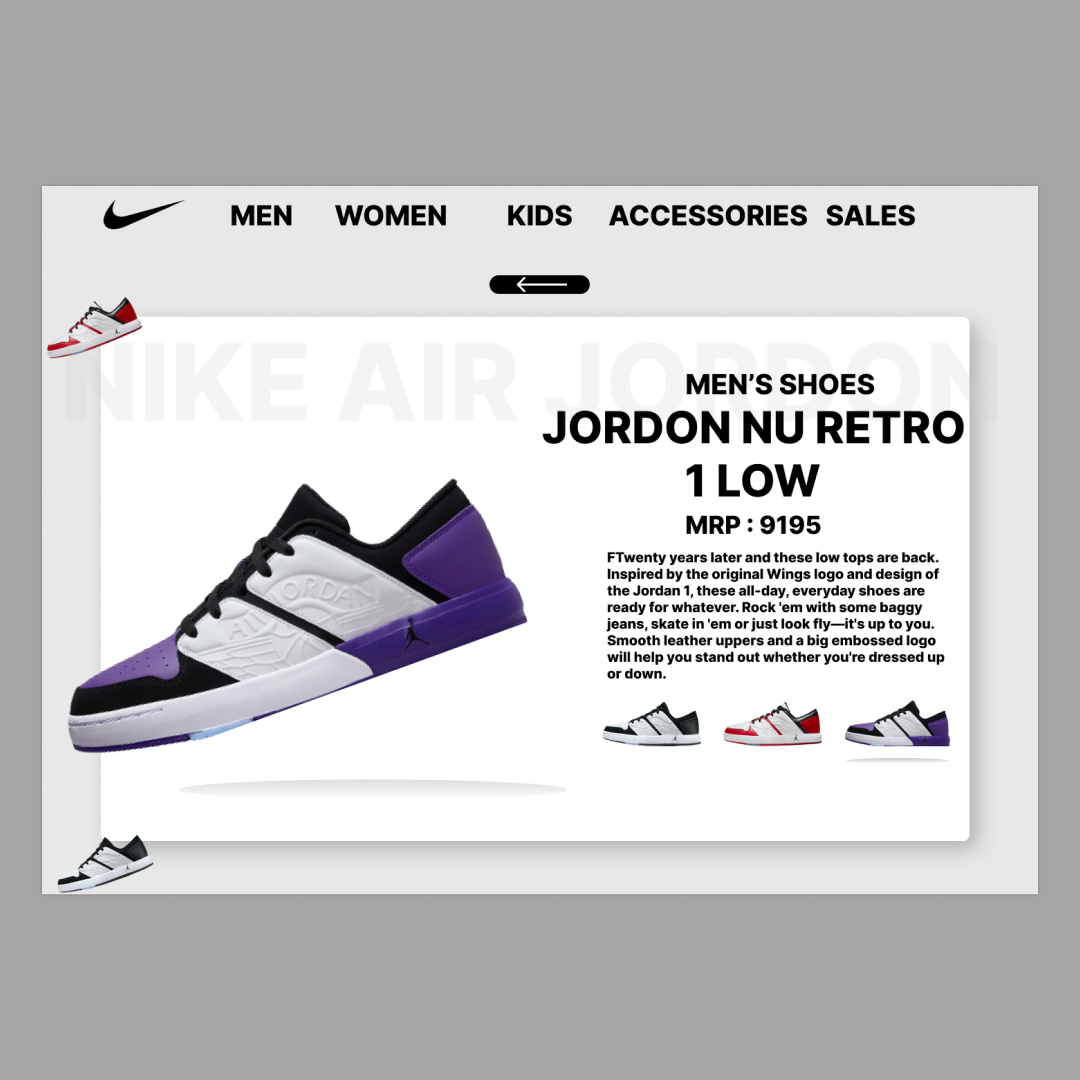 MEN WOMEN KIDS ACCESSORIES SALES
NIKE AIR JORDON
MEN’S SHOES
JORDON NU RETRO
1 LOW
MRP : 9195
FTwenty years later and these low tops are back.
Inspired by the original Wings logo and design of
the Jordan 1, these all-day, everyday shoes are
ready for whatever. Rock 'em with some baggy
jeans, skate in 'em or just look fly—it's up to you.
Smooth leather uppers and a big embossed logo
will help you stand out whether you're dressed up
or down.
JORDAN
AIR